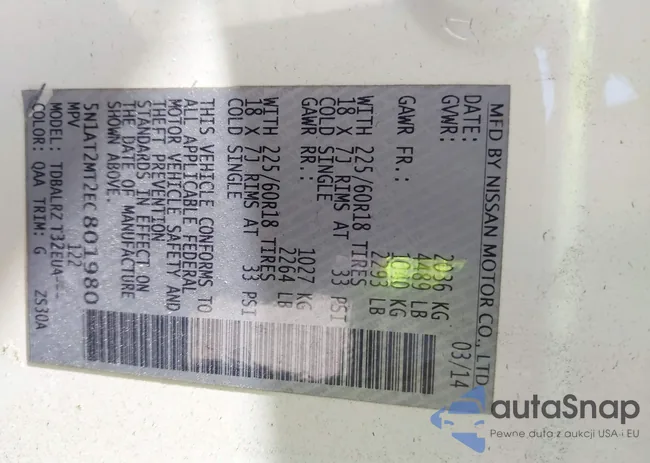 MFD BY NISSAN MOTOR CO., LTD.
DATE: 03/14
GVWR: 2036 KG
4489 LB
GAWR FR.: KG
2293 LB
WITH 225/60R18 TIRES
18 X 7J RIMS AT 33 PSI
COLD SINGLE
GAWR RR.: 1027 KG
2264 LB
WITH 225/60R18 TIRES
18 X 7J RIMS AT 33 PSI
COLD SINGLE
THIS VEHICLE CONFORMS TO
ALL APPLICABLE FEDERAL
MOTOR VEHICLE SAFETY AND
THEFT PREVENTION
STANDARDS IN EFFECT ON
THE DATE OF MANUFACTURE
SHOWN ABOVE.
5N1AT2MT2EC801980
MPV 122
MODEL: TDBALRZ T32EUA---
COLOR: QAA TRIM: G ZS30A
autaSnap
Pewne auta z aukcji USA i EU